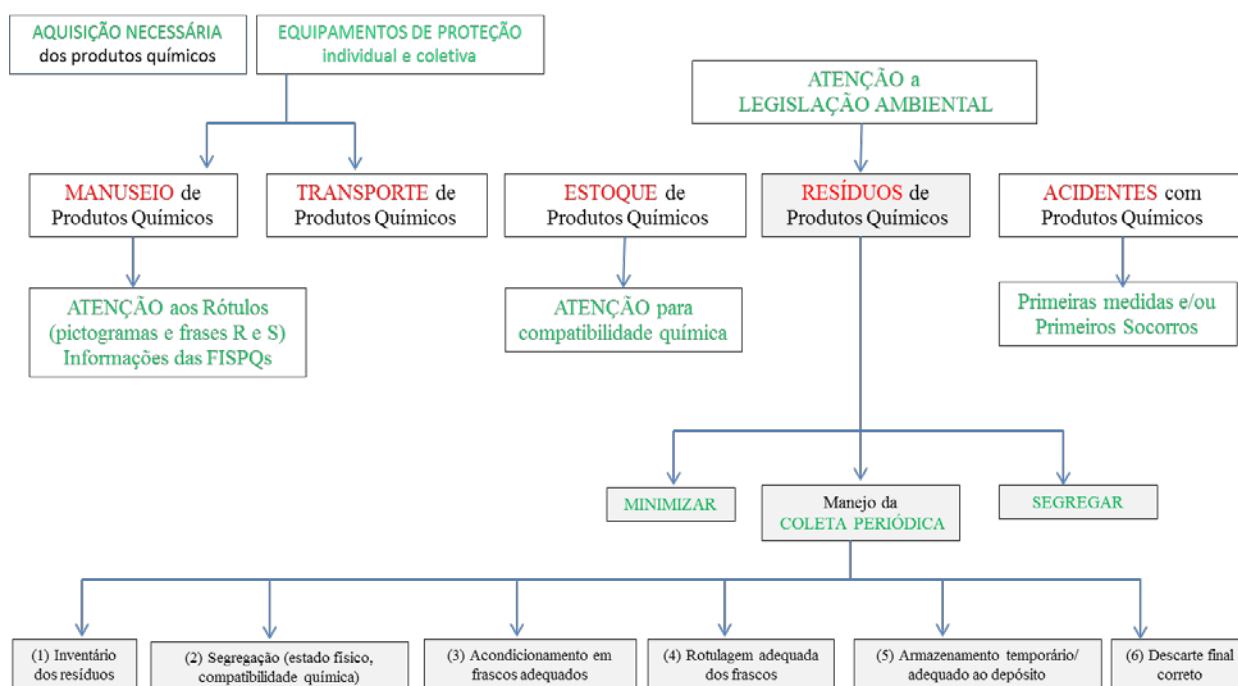 AQUISIÇÃO NECESSÁRIA
dos produtos químicos
EQUIPAMENTOS DE PROTEÇÃO
individual e coletiva
ATENÇÃO a
LEGISLAÇÃO AMBIENTAL
MANUSEIO de
Produtos Químicos
TRANSPORTE de
Produtos Químicos
ESTOQUE de
Produtos Químicos
RESÍDUOS de
Produtos Químicos
ACIDENTES com
Produtos Químicos
ATENÇÃO aos Rótulos
(pictogramas e frases R e S)
Informações das FISPQs
ATENÇÃO para
compatibilidade química
Primeiras medidas e/ou
Primeiros Socorros
MINIMIZAR
Manejo da
COLETA PERIÓDICA
SEGREGAR
(1) Inventário
dos resíduos
(2) Segregação (estado físico,
compatibilidade química)
(3) Acondicionamento em
frascos adequados
(4) Rotulagem adequada
dos frascos
(5) Armazenamento temporário/
adequado ao depósito
(6) Descarte final
correto